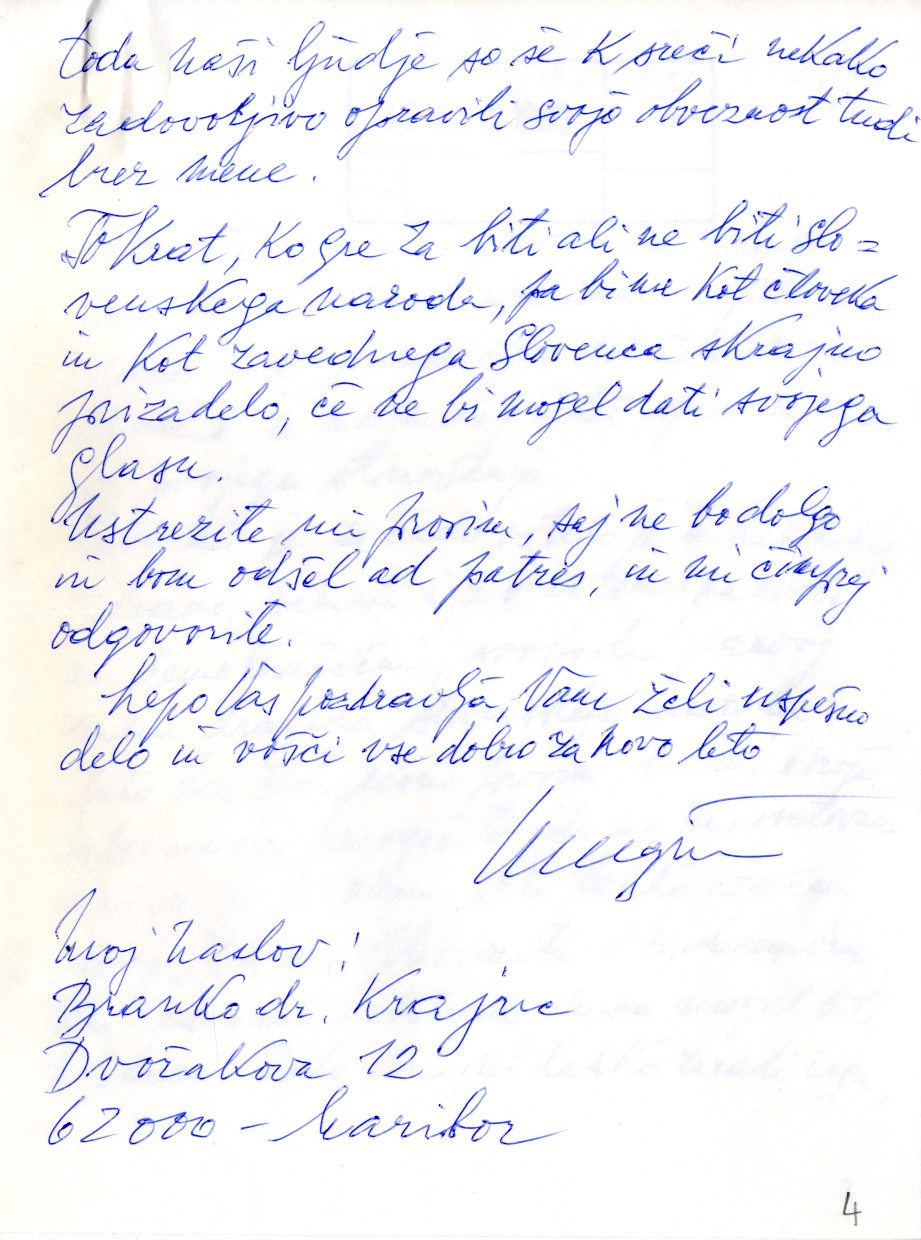 toda naši ljudje so še k sreči nekako
zadovoljivo opravili svojo obveznost tudi
brez mene.
Tokrat, ko gre za biti ali ne biti slo=
venskega naroda, pa bi me kot človeka
in kot zavednega Slovenca skrajno
prizadelo, če ne bi mogel dati svojega
glasu.
Ustrezite mi prosim, saj ne bo dolgo
in bom odšel ad patres, in mi čimprej
odgovorite.
Lepo Vas pozdravlja, Vam želi uspešno
delo in vošči vse dobro za novo leto
Moj naslov:
Branko dr. Krajnc
Dvořakova 12
62000 - Maribor
4